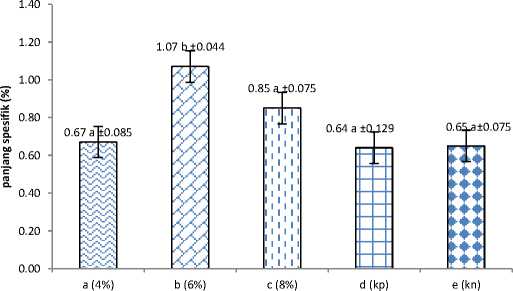 1.40
1.20
1.00
0.80
0.60
0.40
0.20
0.00
panjang spesifik (%)
0.67 a ±0.085
1.07 b ±0.044
0.85 a ±0.075
0.64 a ±0.129
0.65 a±0.075
a (4%)
b (6%)
c (8%)
d (kp)
e (kn)